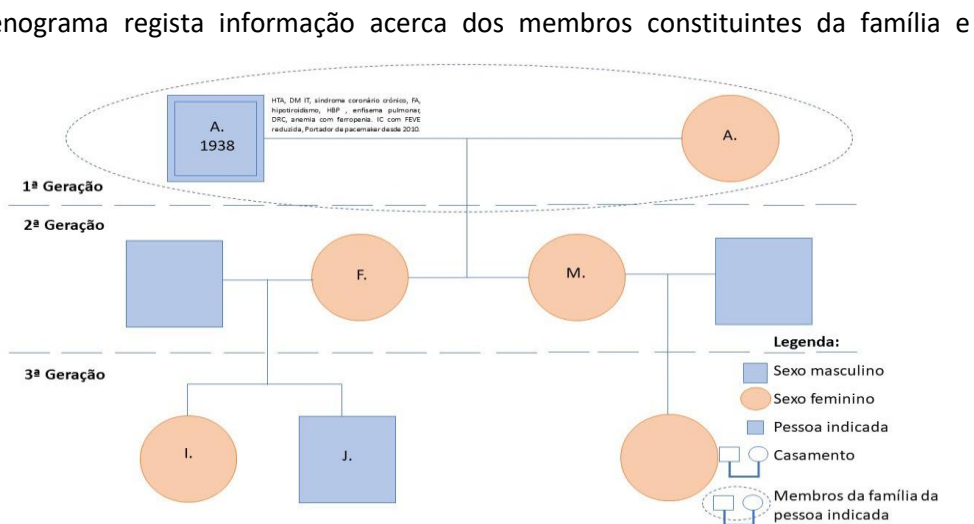 enograma regista informação acerca dos membros constituintes da família e
HTA, DM IT, síndrome coronário crónico, FA,
hipotiroidismo, HBP , enfisema pulmonar,
DRC, anemia com ferropenia. IC com FEVE
reduzida, Portador de pacemaker desde 2010.
A.
1938
A.
1ª Geração
2ª Geração
F.
M.
3ª Geração
I.
J.
Legenda:
Sexo masculino
Sexo feminino
Pessoa indicada
Casamento
Membros da família da
pessoa indicada